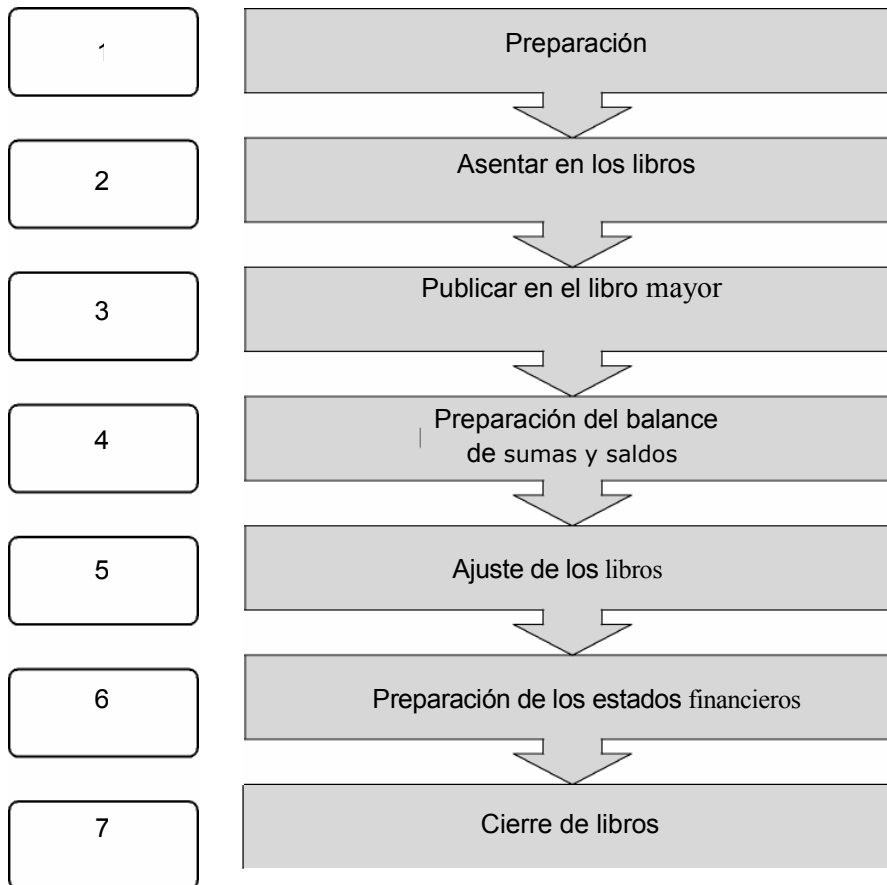 1
Preparación
2
Asentar en los libros
3
Publicar en el libro mayor
4
Preparación del balance
de sumas y saldos
5
Ajuste de los libros
6
Preparación de los estados financieros
7
Cierre de libros